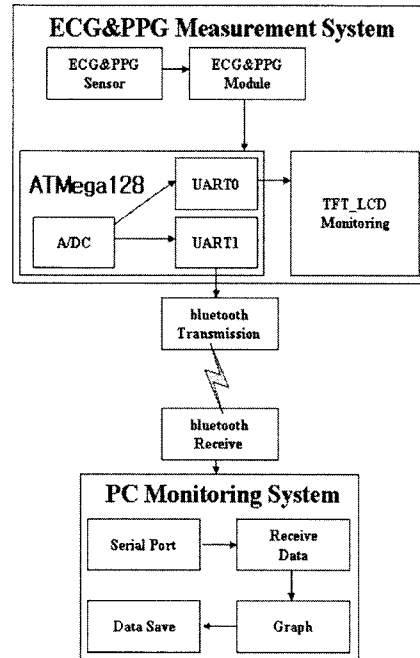 ECG&PPG Measurement System
ECG&PPG
Sensor
ECG&PPG
Module
ATMega128
UART0
A/DC
UART1
TFT_LCD
Monitoring
bluetooth
Transmission
bluetooth
Receive
PC Monitoring System
Serial Port
Receive
Data
Data Save
Graph